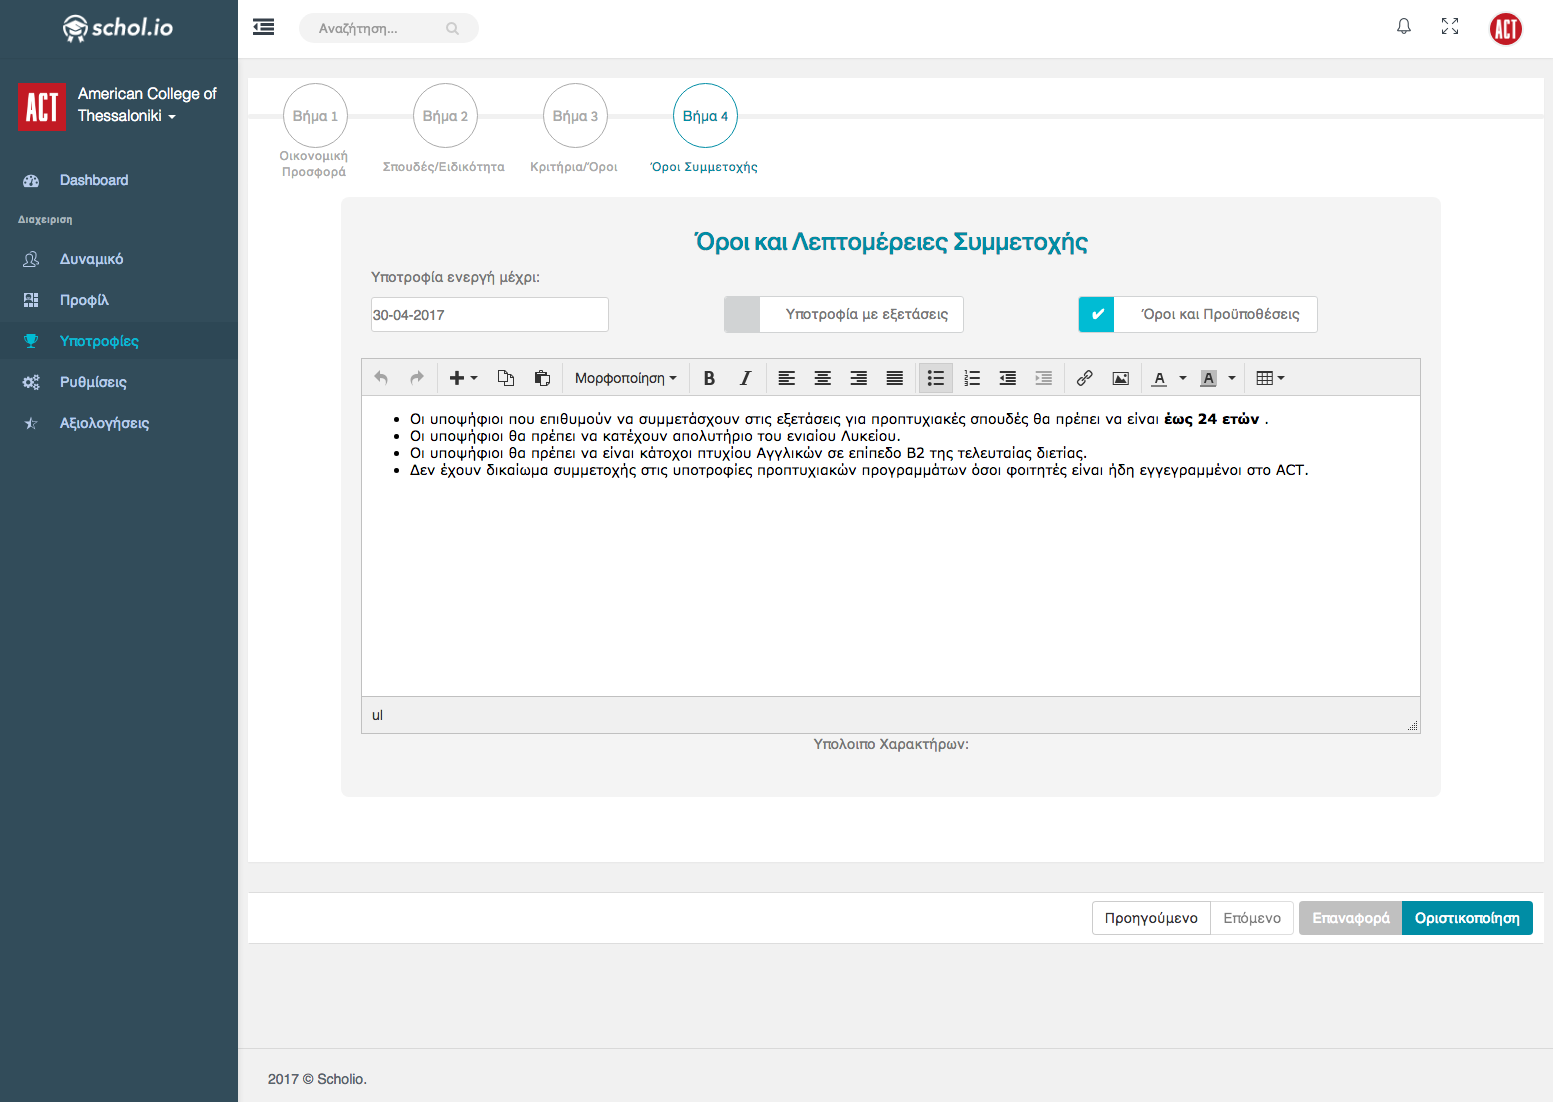 schol.io
Αναζήτηση...
ACT
ACT
American College of
Thessaloniki
Dashboard
Διαχειριση
Δυναμικό
Προφίλ
Υποτροφίες
Ρυθμίσεις
Αξιολογήσεις
Βήμα 1
Βήμα 2
Βήμα 3
Βήμα 4
Οικονομική
Προσφορά
Σπουδές/Ειδικότητα
Κριτήρια/Όροι
Όροι Συμμετοχής
Όροι και Λεπτομέρειες Συμμετοχής
Υποτροφία ενεργή μέχρι:
30-04-2017
Υποτροφία με εξετάσεις
✔ Όροι και Προϋποθέσεις
Μορφοποίηση
B I
A A
• Οι υποψήφιοι που επιθυμούν να συμμετάσχουν στις εξετάσεις για προπτυχιακές σπουδές θα πρέπει να είναι έως 24 ετών .
• Οι υποψήφιοι θα πρέπει να κατέχουν απολυτήριο του ενιαίου Λυκείου.
• Οι υποψήφιοι θα πρέπει να είναι κάτοχοι πτυχίου Αγγλικών σε επίπεδο B2 της τελευταίας διετίας.
• Δεν έχουν δικαίωμα συμμετοχής στις υποτροφίες προπτυχιακών προγραμμάτων όσοι φοιτητές είναι ήδη εγγεγραμμένοι στο ACT.
ul
Υπολοιπο Χαρακτήρων:
Προηγούμενο
Επόμενο
Επαναφορά
Οριστικοποίηση
2017 © Scholio.